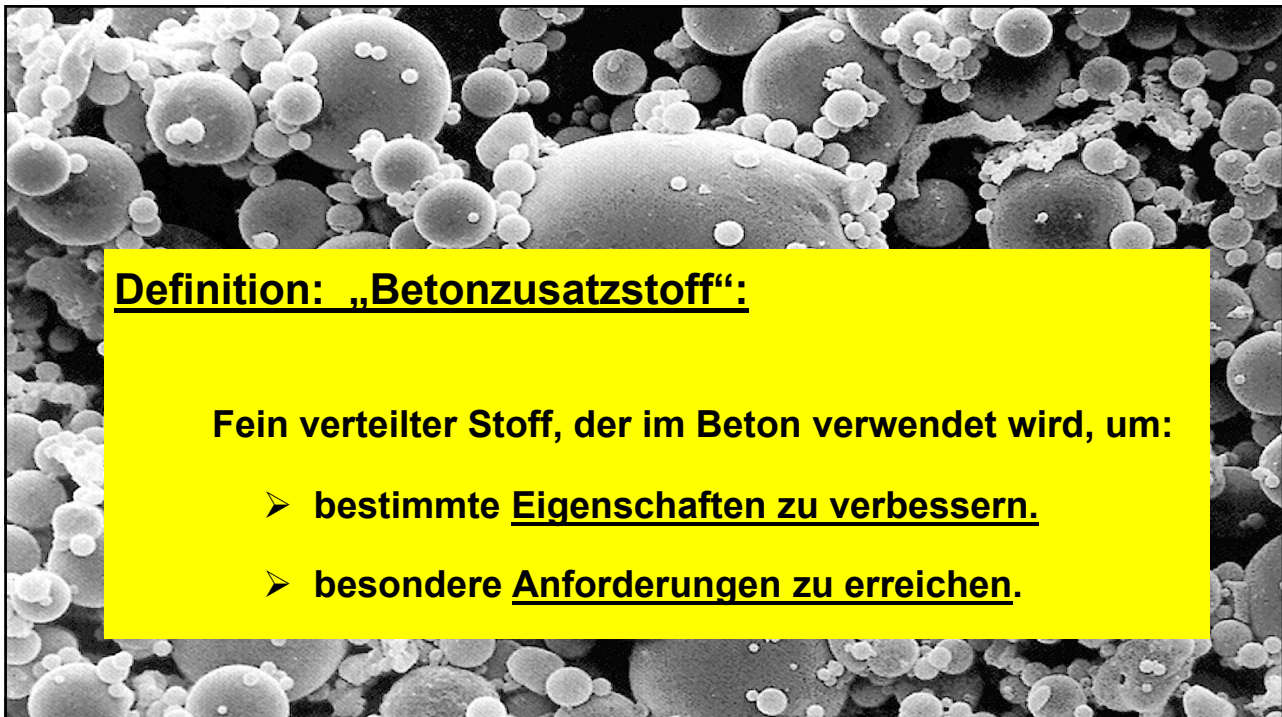 Definition: „Betonzusatzstoff“:
Fein verteilter Stoff, der im Beton verwendet wird, um:
➢ bestimmte Eigenschaften zu verbessern.
➢ besondere Anforderungen zu erreichen.